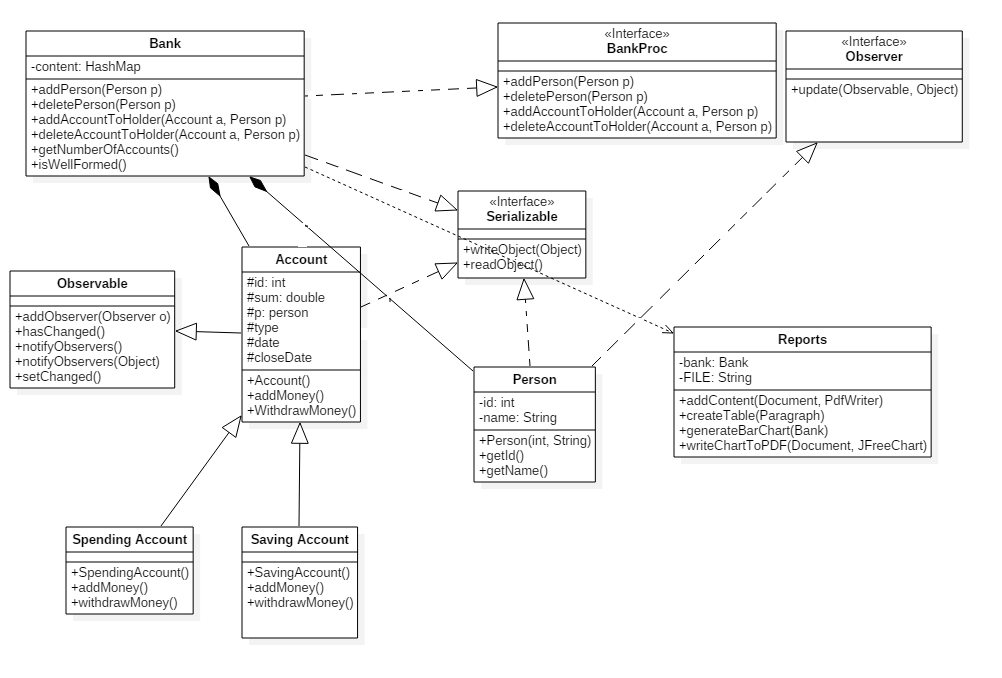 Bank
-content: HashMap
+addPerson(Person p)
+deletePerson(Person p)
+addAccountToHolder(Account a, Person p)
+deleteAccountToHolder(Account a, Person p)
+getNumberOfAccounts()
+isWellFormed()
«Interface»
BankProc
+addPerson(Person p)
+deletePerson(Person p)
+addAccountToHolder(Account a, Person p)
+deleteAccountToHolder(Account a, Person p)
«Interface»
Observer
+update(Observable, Object)
«Interface»
Serializable
+writeObject(Object)
+readObject()
Account
#id: int
#sum: double
#p: person
#type
#date
#closeDate
+Account()
+addMoney()
+WithdrawMoney()
Observable
+addObserver(Observer o)
+hasChanged()
+notifyObservers()
+notifyObservers(Object)
+setChanged()
Person
-id: int
-name: String
+Person(int, String)
+getId()
+getName()
Reports
-bank: Bank
-FILE: String
+addContent(Document, PdfWriter)
+createTable(Paragraph)
+generateBarChart(Bank)
+writeChartToPDF(Document, JFreeChart)
Spending Account
+SpendingAccount()
+addMoney()
+withdrawMoney()
Saving Account
+SavingAccount()
+addMoney()
+withdrawMoney()